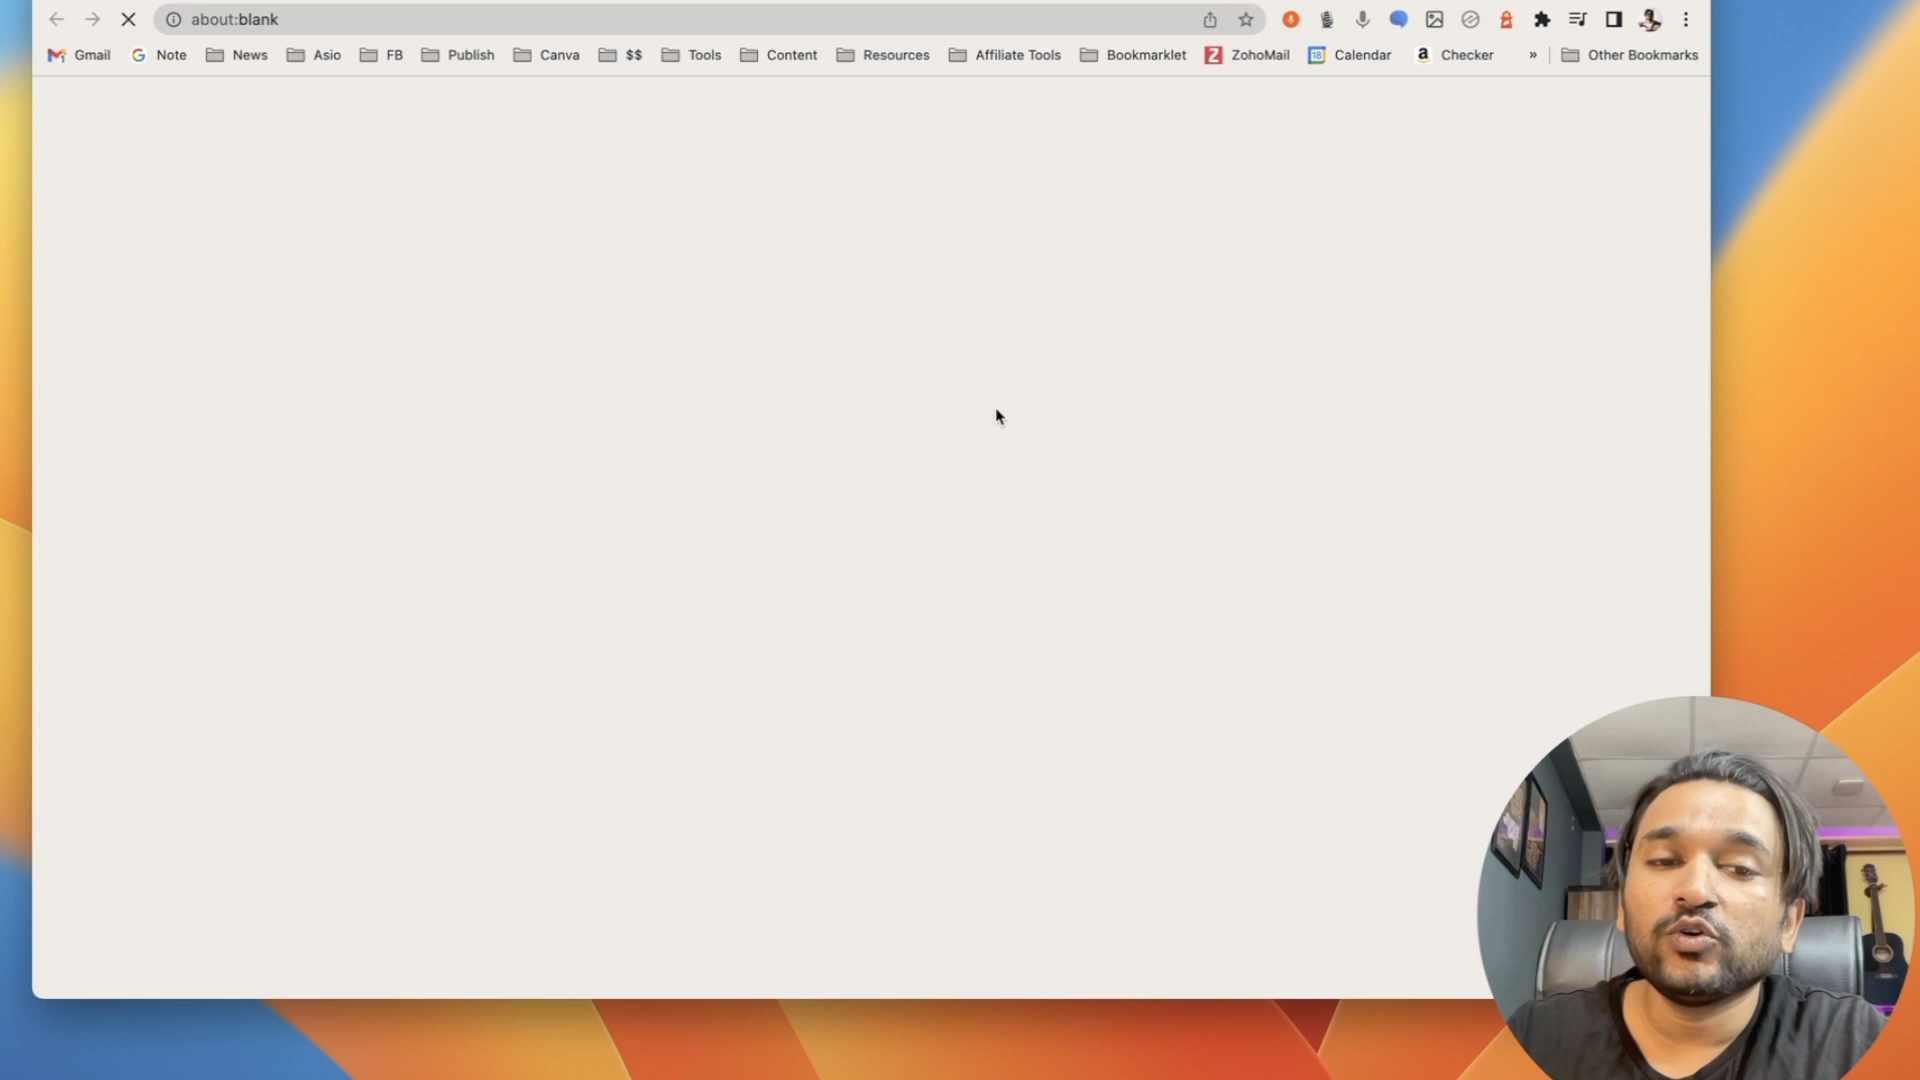 about:blank
Gmail Note News Asio FB Publish Canva $$ Tools Content Resources Affiliate Tools Bookmarklet Z ZohoMail 18 Calendar a Checker » Other Bookmarks